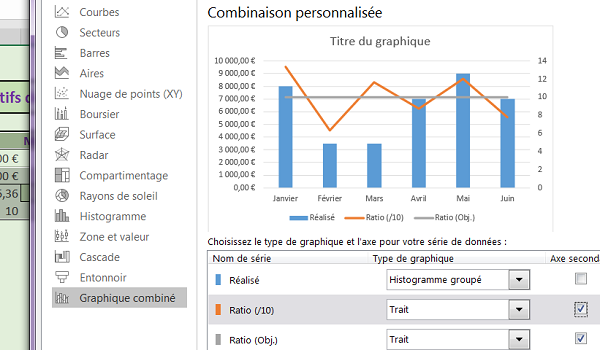 Courbes
Secteurs
Barres
Aires
Nuage de points (XY)
Boursier
Surface
Radar
Compartimentage
Rayons de soleil
Histogramme
Zone et valeur
Cascade
Entonnoir
Graphique combiné
tifs d
00 €
00 €
5,36
10
Combinaison personnalisée
Titre du graphique
10 000,00 €
9 000,00 €
8 000,00 €
7 000,00 €
6 000,00 €
5 000,00 €
4 000,00 €
3 000,00 €
2 000,00 €
1 000,00 €
0,00 €
14
12
10
8
6
4
2
0
Janvier Février Mars Avril Mai Juin
Réalisé Ratio (/10) Ratio (Obj.)
Choisissez le type de graphique et l'axe pour votre série de données :
Nom de série Type de graphique Axe second
Réalisé Histogramme groupé
Ratio (/10) Trait
Ratio (Obj.) Trait